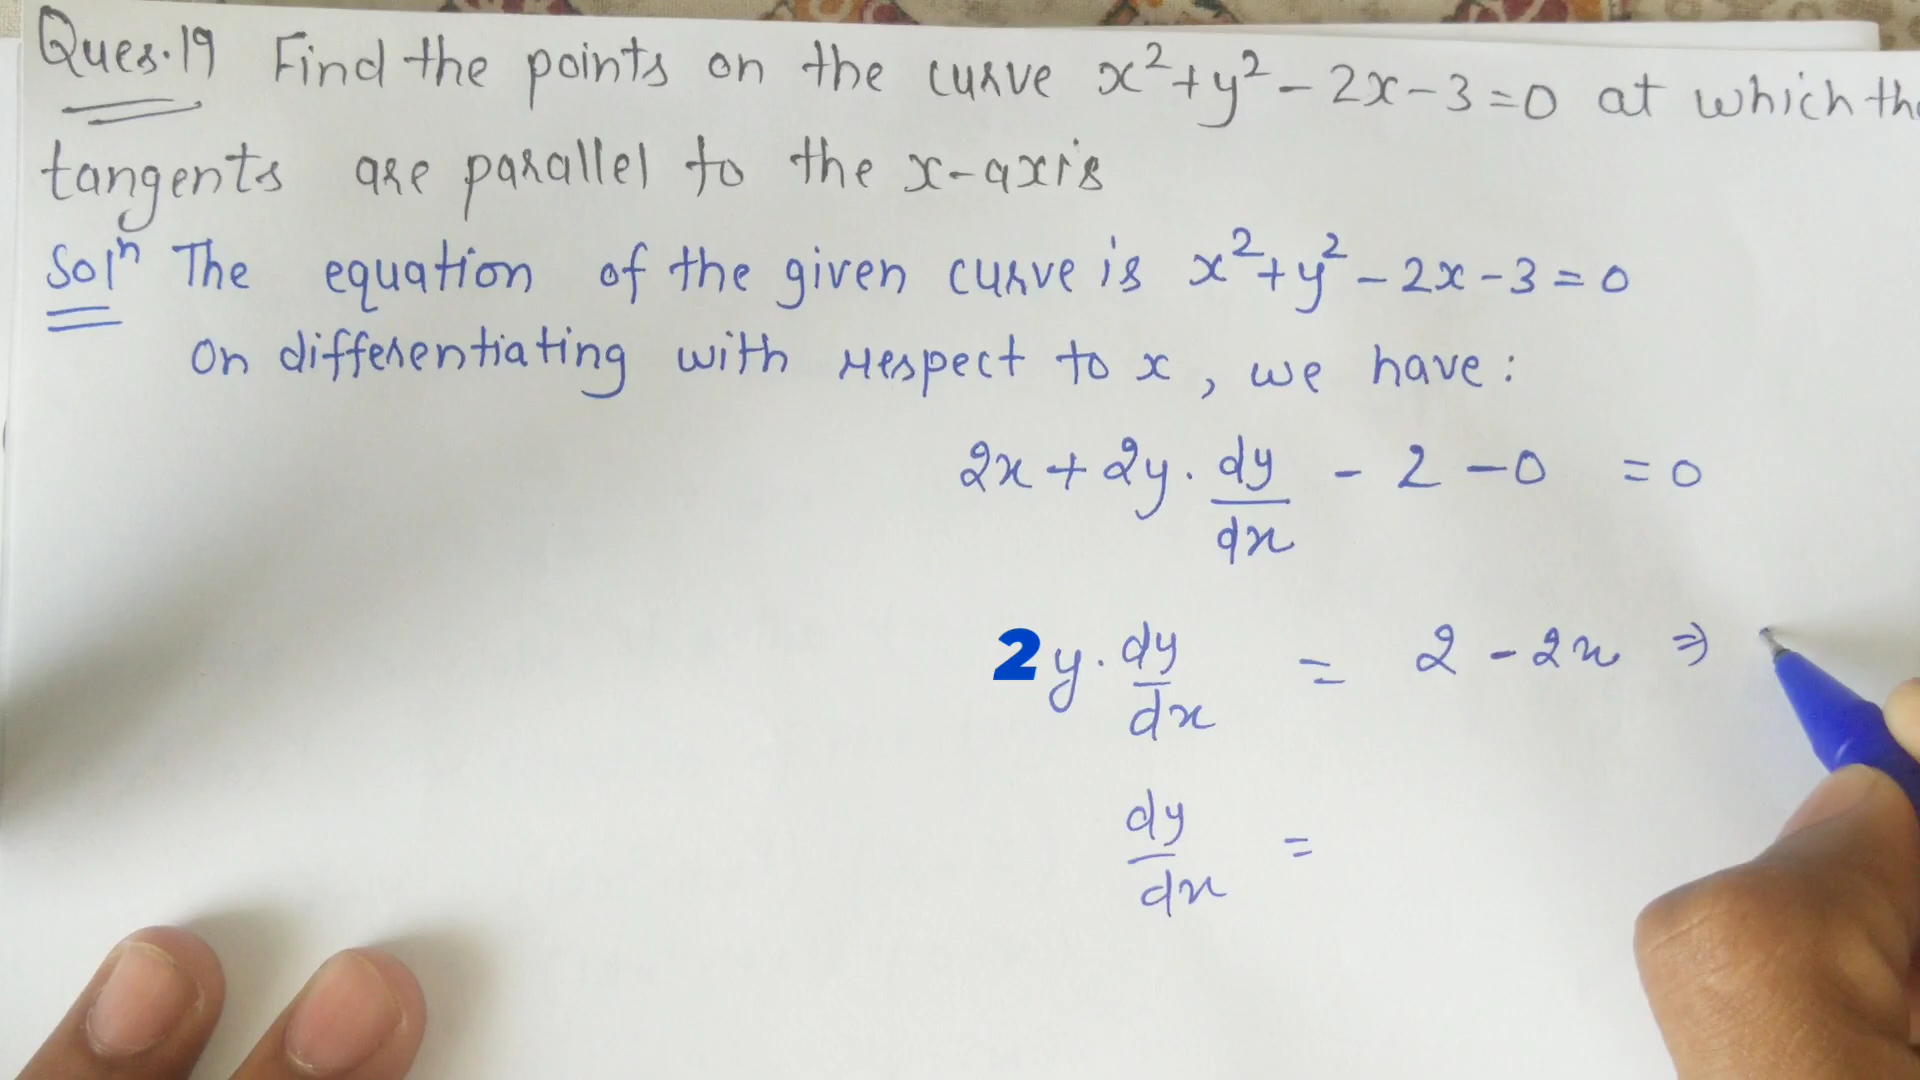 Ques.19 Find the points on the curve x²+y²-2x-3=0 at which the
tangents are parallel to the x-axis
Solⁿ The equation of the given curve is x²+y²-2x-3=0
On differentiating with respect to x, we have:
2x+2y.dy/dx - 2 - 0 = 0
2y.dy/dx = 2 - 2x ⇒
dy/dx =